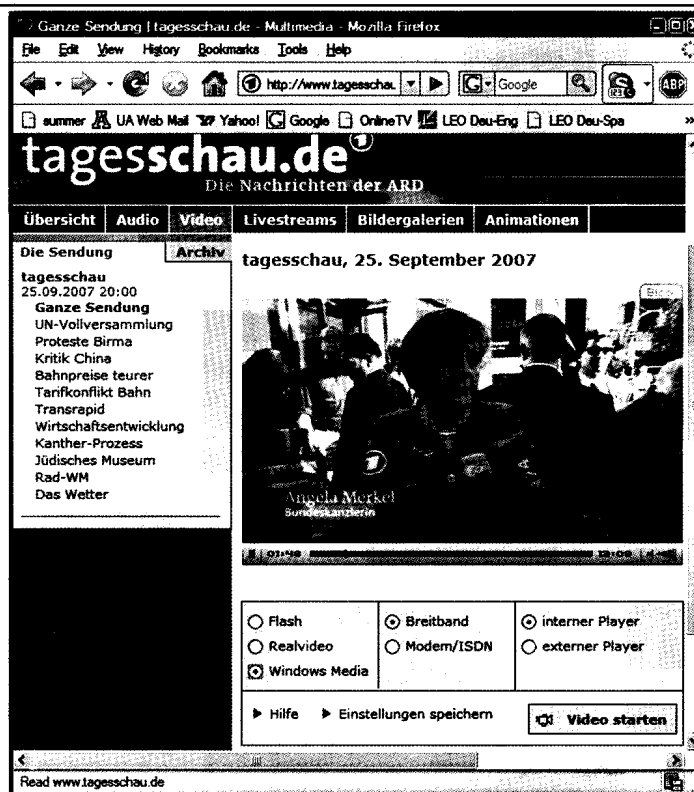 Ganze Sendung | tagesschau.de - Multimedia - Mozilla Firefox
File Edit View History Bookmarks Tools Help
http://www.tagesschau. Google ABP
summer UA Web Mail Yahoo! Google OnlineTV LEO Deu-Eng LEO Deu-Spa »
tagesschau.de
Die Nachrichten der ARD
Übersicht Audio Video Livestreams Bildergalerien Animationen
Die Sendung Archiv
tagesschau
25.09.2007 20:00
Ganze Sendung
UN-Vollversammlung
Proteste Birma
Kritik China
Bahnpreise teurer
Tarifkonflikt Bahn
Transrapid
Wirtschaftsentwicklung
Kanther-Prozess
Jüdisches Museum
Rad-WM
Das Wetter
tagesschau, 25. September 2007
Angela Merkel
Bundeskanzlerin
Flash
Realvideo
Windows Media
Breitband
Modem/ISDN
interner Player
externer Player
Hilfe Einstellungen speichern Video starten
Read www.tagesschau.de